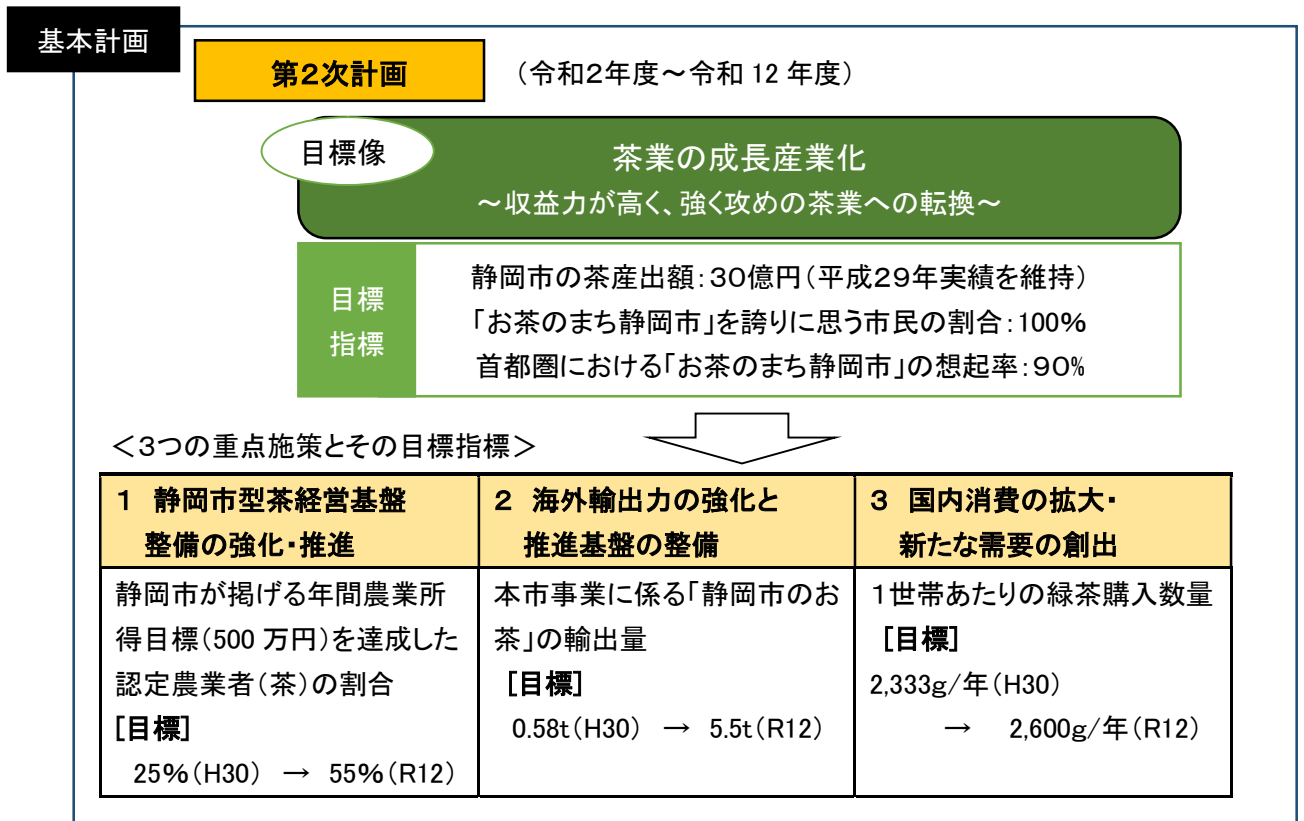 基本計画
第2次計画
（令和2年度～令和 12 年度）
目標像
茶業の成長産業化
～収益力が高く、強く攻めの茶業への転換～
目標
指標
静岡市の茶産出額：30億円（平成29年実績を維持）
「お茶のまち静岡市」を誇りに思う市民の割合：100%
首都圏における「お茶のまち静岡市」の想起率：90%
＜3つの重点施策とその目標指標＞
1 静岡市型茶経営基盤
整備の強化・推進
静岡市が掲げる年間農業所
得目標（500 万円）を達成した
認定農業者（茶）の割合
[目標]
25%（H30） → 55%（R12）
2 海外輸出力の強化と
推進基盤の整備
本市事業に係る「静岡市のお
茶」の輸出量
[目標]
0.58t（H30） → 5.5t（R12）
3 国内消費の拡大・
新たな需要の創出
1世帯あたりの緑茶購入数量
[目標]
2,333g/年（H30）
→ 2,600g/年（R12）